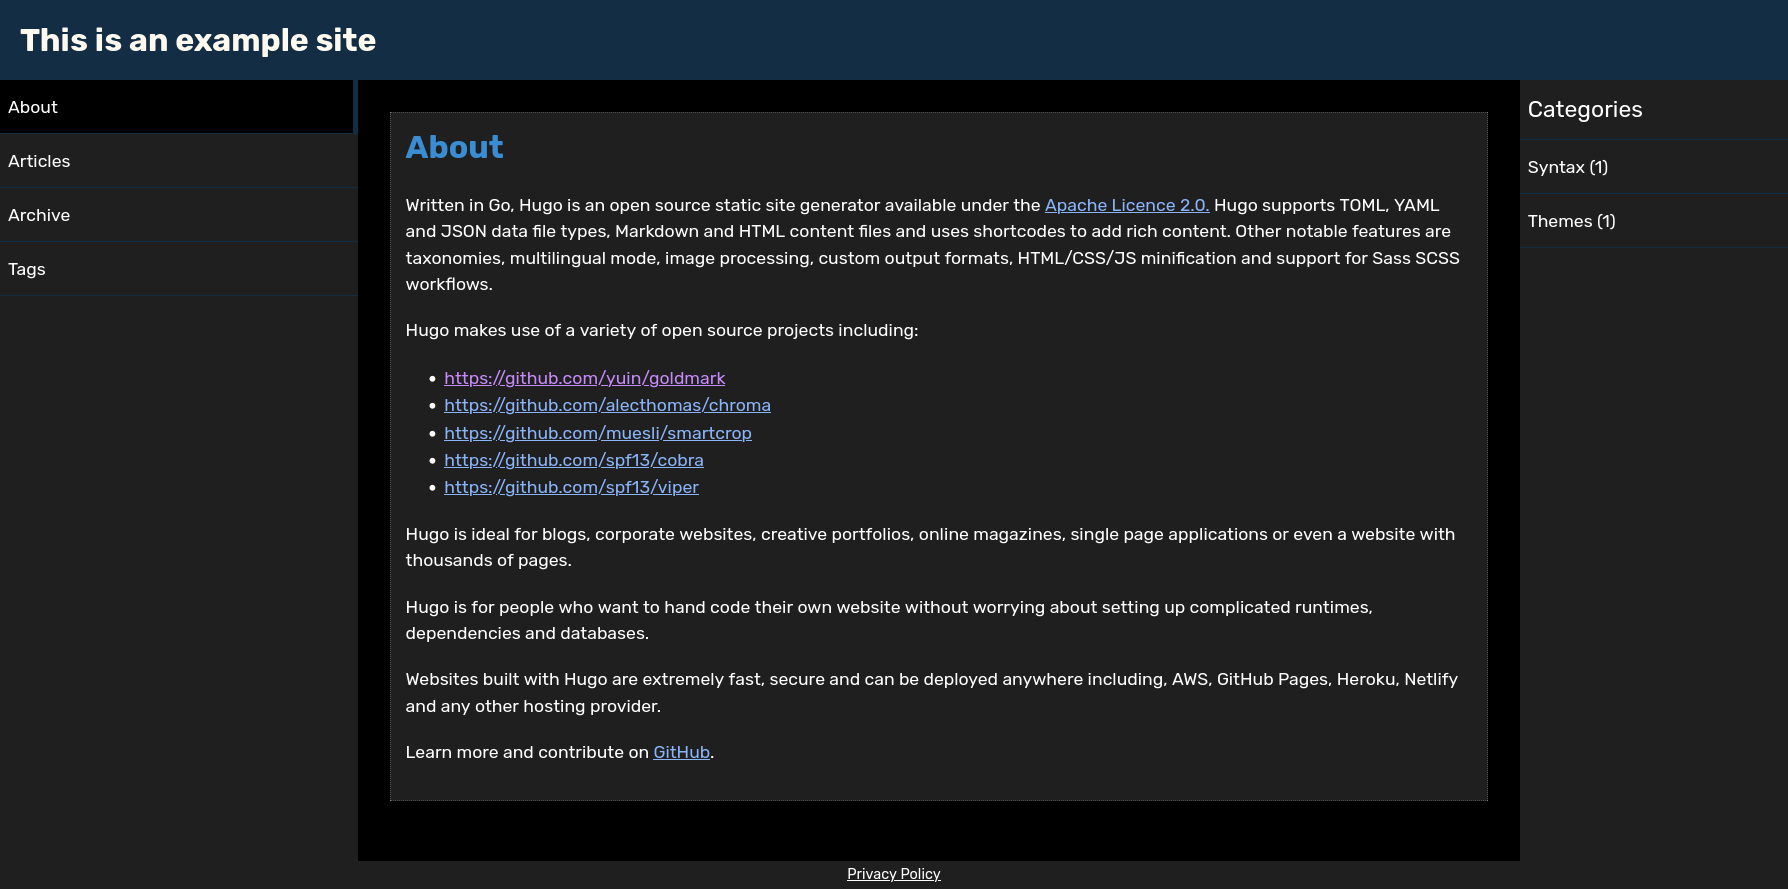 This is an example site
About
Articles
Archive
Tags
About
Written in Go, Hugo is an open source static site generator available under the Apache Licence 2.0. Hugo supports TOML, YAML
and JSON data file types, Markdown and HTML content files and uses shortcodes to add rich content. Other notable features are
taxonomies, multilingual mode, image processing, custom output formats, HTML/CSS/JS minification and support for Sass SCSS
workflows.
Hugo makes use of a variety of open source projects including:
• https://github.com/yuin/goldmark
• https://github.com/alecthomas/chroma
• https://github.com/muesli/smartcrop
• https://github.com/spf13/cobra
• https://github.com/spf13/viper
Hugo is ideal for blogs, corporate websites, creative portfolios, online magazines, single page applications or even a website with
thousands of pages.
Hugo is for people who want to hand code their own website without worrying about setting up complicated runtimes,
dependencies and databases.
Websites built with Hugo are extremely fast, secure and can be deployed anywhere including, AWS, GitHub Pages, Heroku, Netlify
and any other hosting provider.
Learn more and contribute on GitHub.
Categories
Syntax (1)
Themes (1)
Privacy Policy